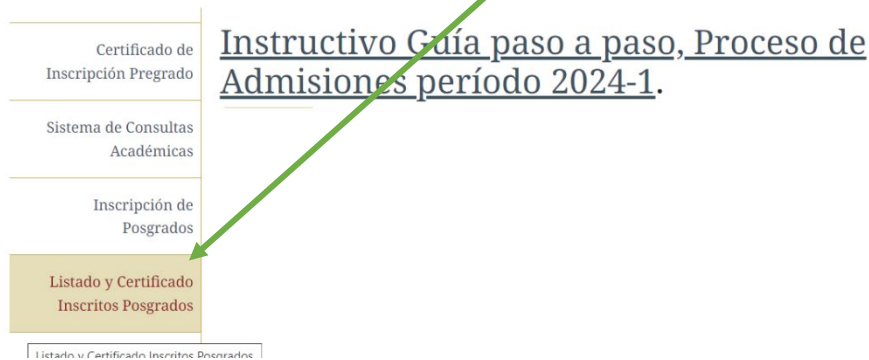 Certificado de
Inscripción Pregrado
Sistema de Consultas
Académicas
Inscripción de
Posgrados
Listado y Certificado
Inscritos Posgrados
Listado y Certificado Inscritos Posgrados
Instructivo Guía paso a paso, Proceso de
Admisiones período 2024-1.